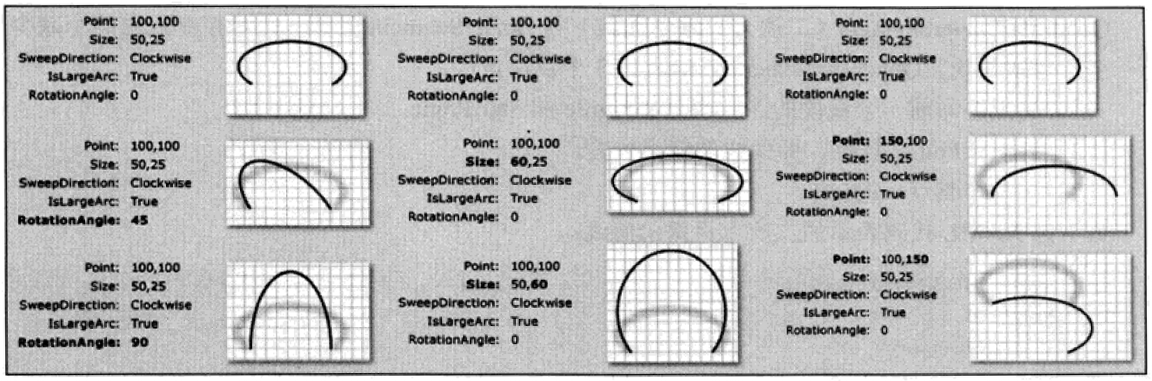 Point: 100,100
Size: 50,25
SweepDirection: Clockwise
IsLargeArc: True
RotationAngle: 0
Point: 100,100
Size: 50,25
SweepDirection: Clockwise
IsLargeArc: True
RotationAngle: 0
Point: 100,100
Size: 50,25
SweepDirection: Clockwise
IsLargeArc: True
RotationAngle: 0
Point: 100,100
Size: 50,25
SweepDirection: Clockwise
IsLargeArc: True
RotationAngle: 45
Point: 100,100
Size: 60,25
SweepDirection: Clockwise
IsLargeArc: True
RotationAngle: 0
Point: 150,100
Size: 50,25
SweepDirection: Clockwise
IsLargeArc: True
RotationAngle: 0
Point: 100,100
Size: 50,25
SweepDirection: Clockwise
IsLargeArc: True
RotationAngle: 90
Point: 100,100
Size: 50,60
SweepDirection: Clockwise
IsLargeArc: True
RotationAngle: 0
Point: 100,150
Size: 50,25
SweepDirection: Clockwise
IsLargeArc: True
RotationAngle: 0